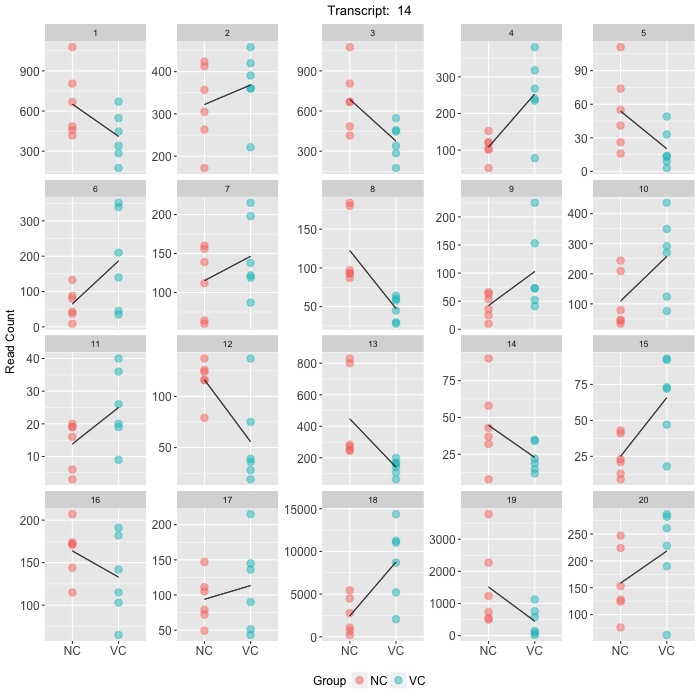 Transcript: 14
Read Count
1 2 3 4 5
900 600 300
400 300 200
900 600 300
300 200 100
90 60 30 0
6 7 8 9 10
300 200 100 0
200 150 100
150 100 50
200 150 100 50 0
400 300 200 100
11 12 13 14 15
40 30 20 10
100 50
800 600 400 200
75 50 25
75 50 25
16 17 18 19 20
200 150 100
200 150 100 50
15000 10000 5000 0
3000 2000 1000 0
250 200 150 100
NC VC NC VC NC VC NC VC NC VC
Group NC VC